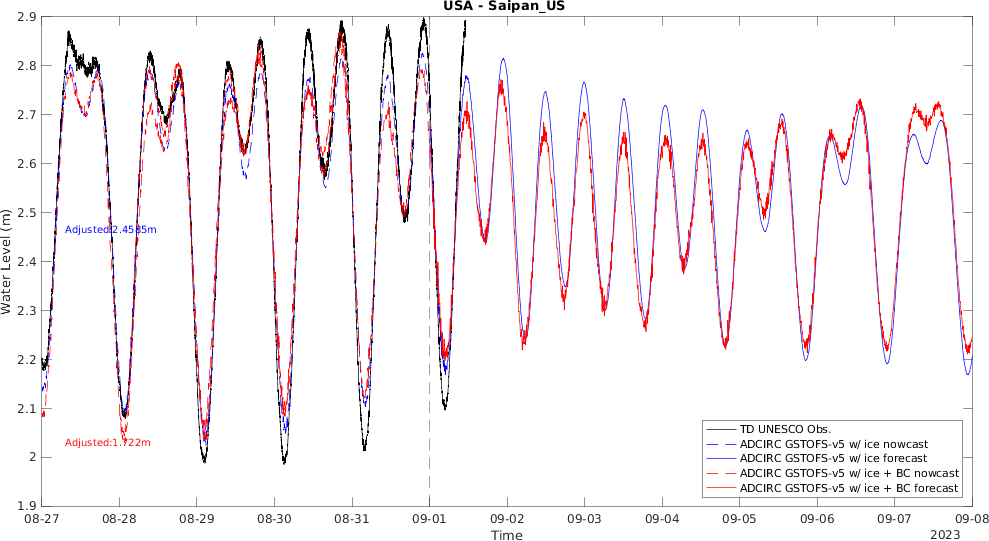 USA - Saipan_US
2.9
2.8
2.7
2.6
2.5
2.4
2.3
2.2
2.1
2
1.9
Water Level (m)
Adjusted:2.4585m
Adjusted:1.722m
TD UNESCO Obs.
ADCIRC GSTOFS-v5 w/ ice nowcast
ADCIRC GSTOFS-v5 w/ ice forecast
ADCIRC GSTOFS-v5 w/ ice + BC nowcast
ADCIRC GSTOFS-v5 w/ ice + BC forecast
08-27 08-28 08-29 08-30 08-31 09-01 09-02 09-03 09-04 09-05 09-06 09-07 09-08
Time
2023